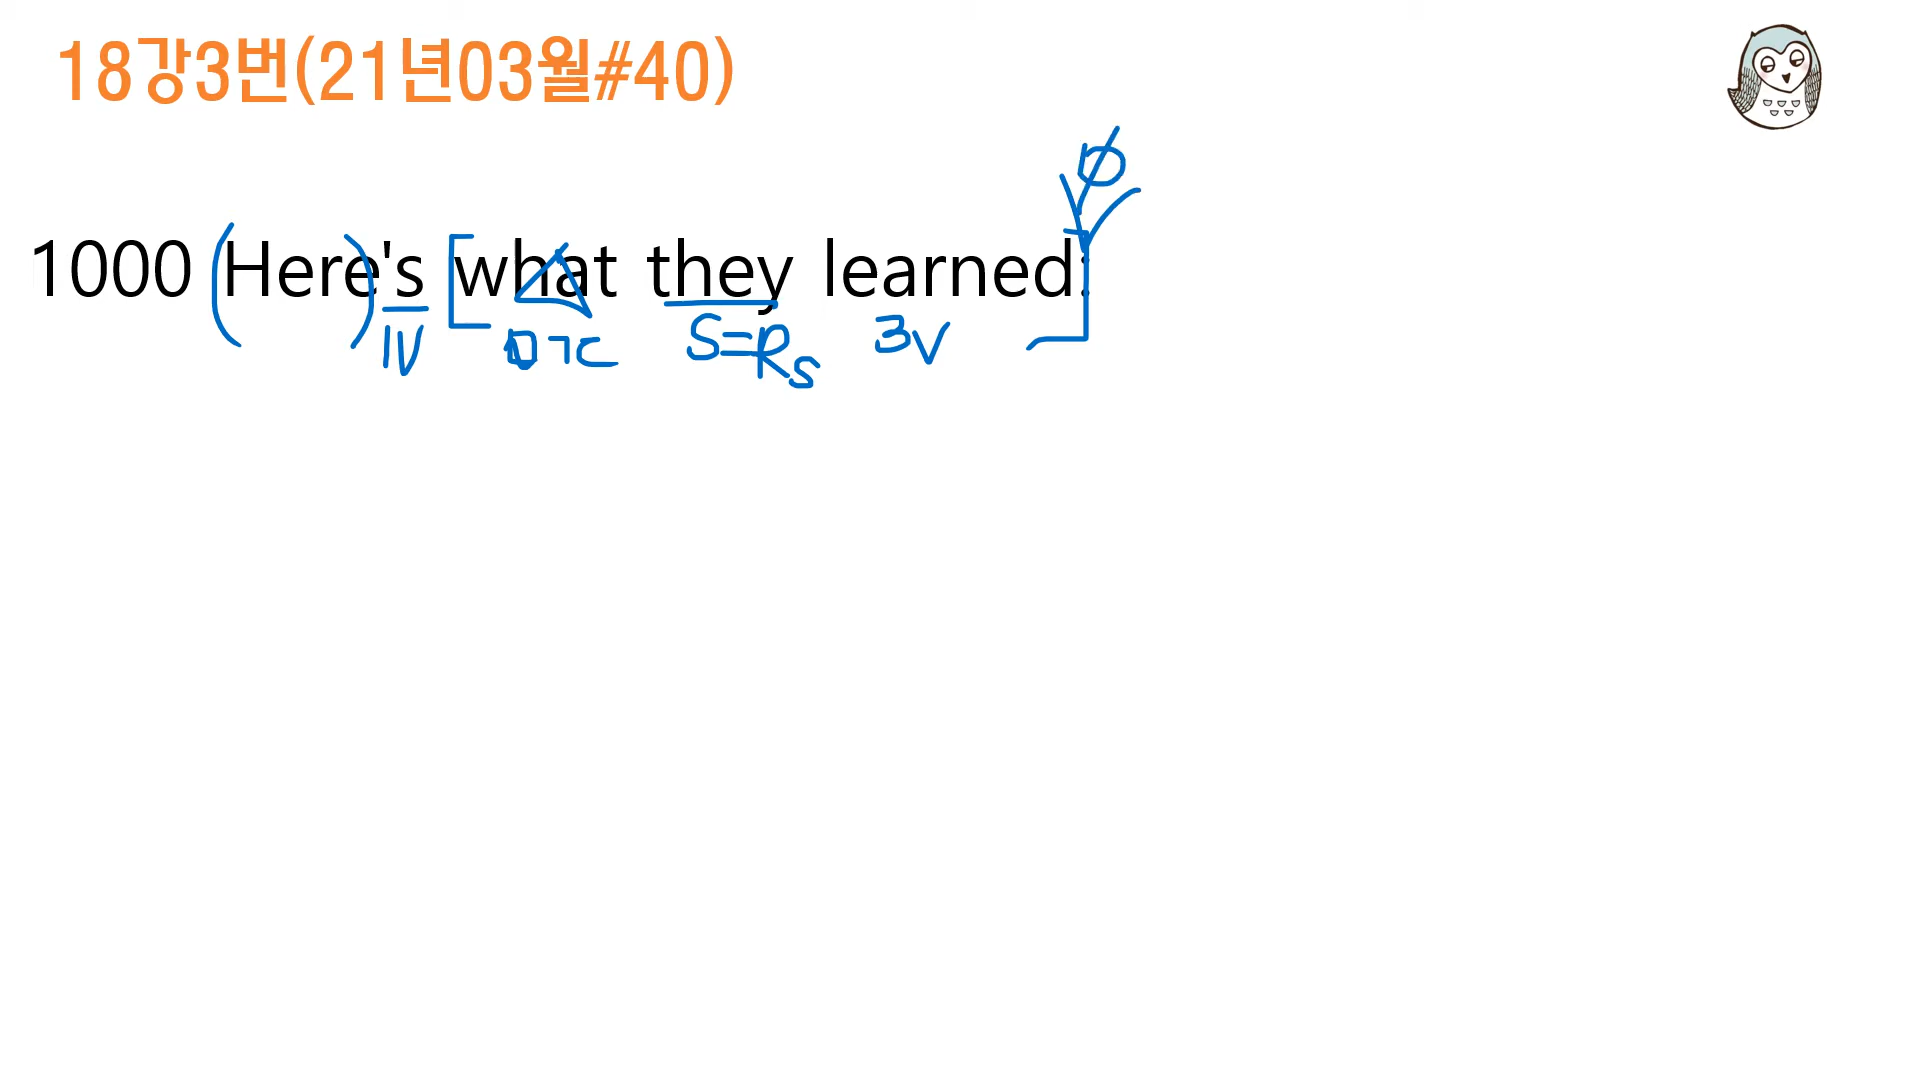 18강3번(21년03월#40)
1000 Here's what they learned:
1V ㅁㄱㄷ S=Rs 3V